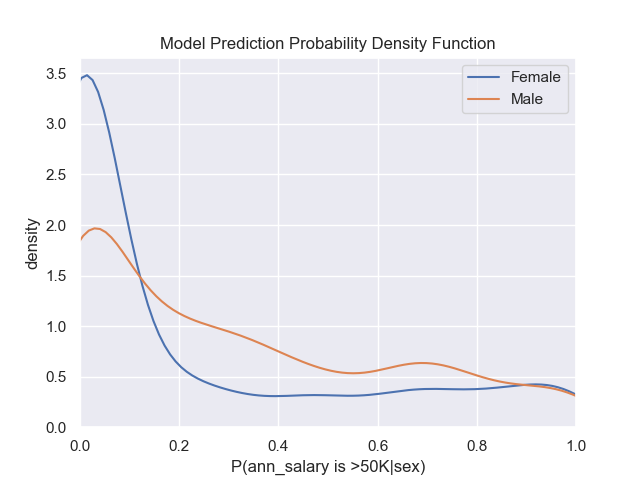 Model Prediction Probability Density Function
Female
Male
density
3.5
3.0
2.5
2.0
1.5
1.0
0.5
0.0
0.0 0.2 0.4 0.6 0.8 1.0
P(ann_salary is >50K|sex)